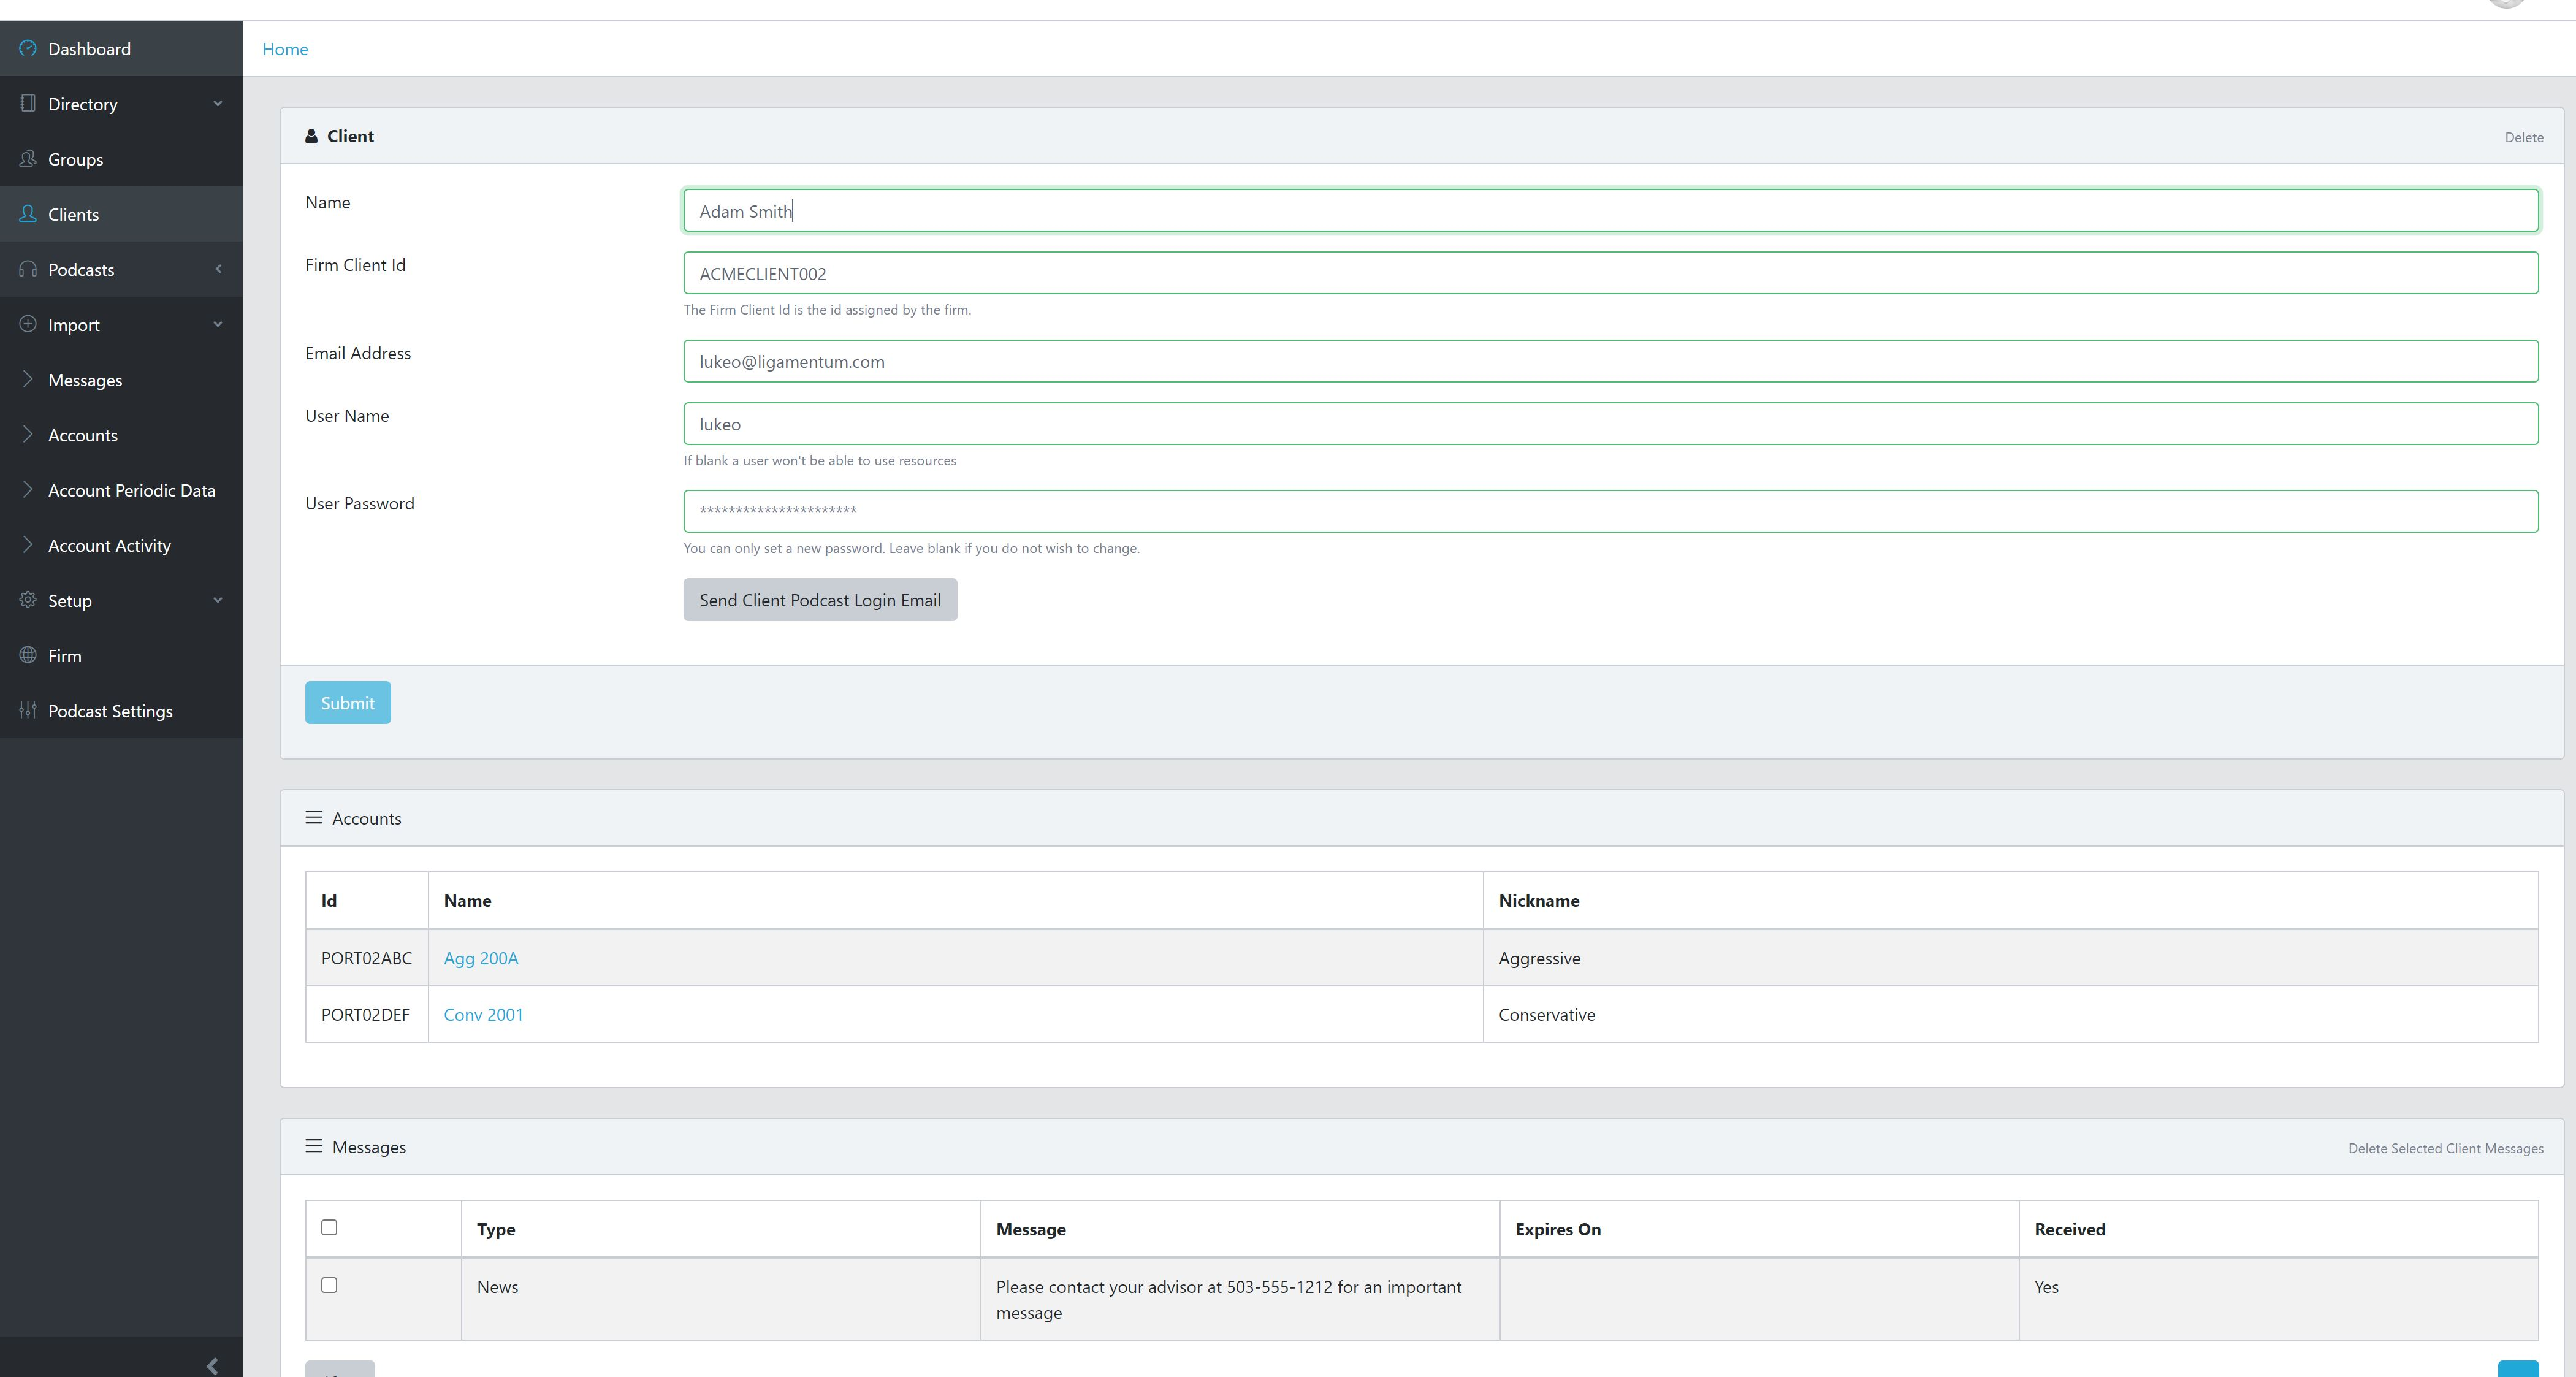 Dashboard
Directory
Groups
Clients
Podcasts
Import
Messages
Accounts
Account Periodic Data
Account Activity
Setup
Firm
Podcast Settings
Home
Client
Delete
Name
Adam Smith
Firm Client Id
ACMECLIENT002
The Firm Client Id is the id assigned by the firm.
Email Address
lukeo@ligamentum.com
User Name
lukeo
If blank a user won't be able to use resources
User Password
**********************
You can only set a new password. Leave blank if you do not wish to change.
Send Client Podcast Login Email
Submit
Accounts
Id Name Nickname
PORT02ABC Agg 200A Aggressive
PORT02DEF Conv 2001 Conservative
Messages
Delete Selected Client Messages
Type Message Expires On Received
News Please contact your advisor at 503-555-1212 for an important Yes
message